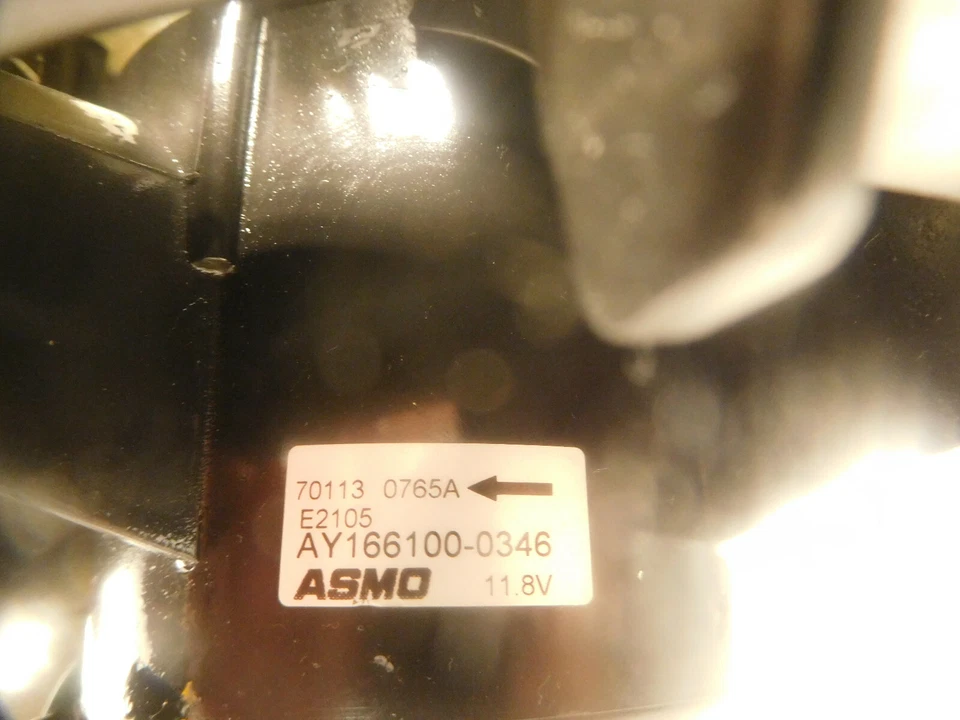 70113 0765A
E2105
AY166100-0346
ASMO 11.8V